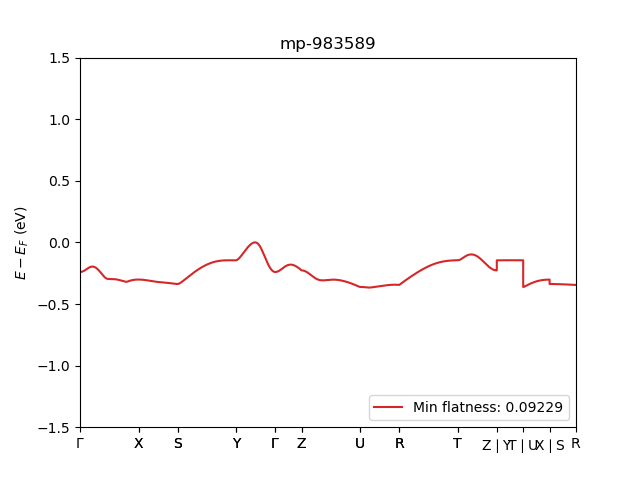 mp-983589
E − E_F (eV)
1.5
1.0
0.5
0.0
−0.5
−1.0
−1.5
Min flatness: 0.09229
Γ X S Y Γ Z U R T Z | Y T | U X | S R